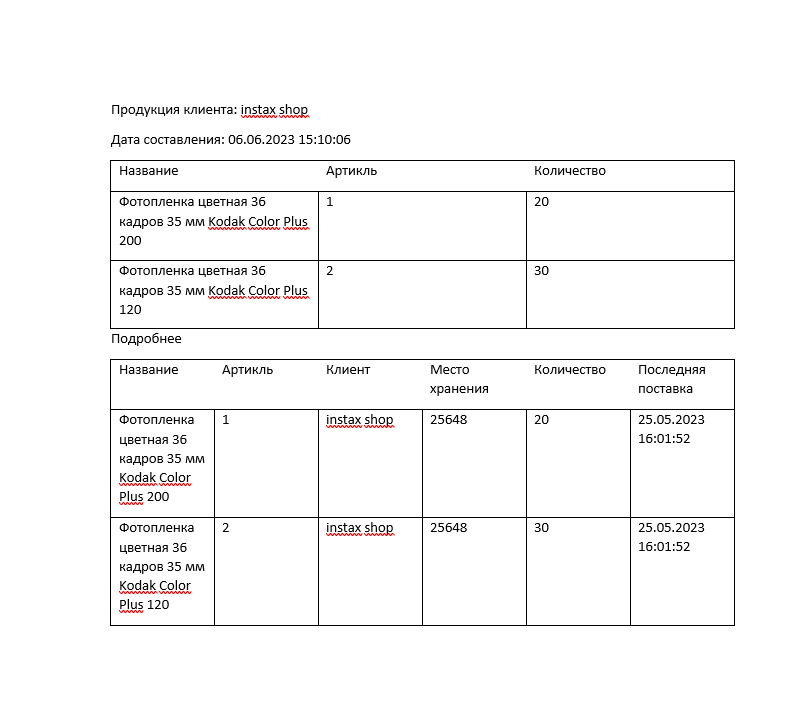 Продукция клиента: instax shop
Дата составления: 06.06.2023 15:10:06
Название Артикль Количество
Фотопленка цветная 36
кадров 35 мм Kodak Color Plus
200
1
20
Фотопленка цветная 36
кадров 35 мм Kodak Color Plus
120
2
30
Подробнее
Название Артикль Клиент Место
хранения
Количество Последняя
поставка
Фотопленка
цветная 36
кадров 35 мм
Kodak Color
Plus 200
1
instax shop
25648
20
25.05.2023
16:01:52
Фотопленка
цветная 36
кадров 35 мм
Kodak Color
Plus 120
2
instax shop
25648
30
25.05.2023
16:01:52